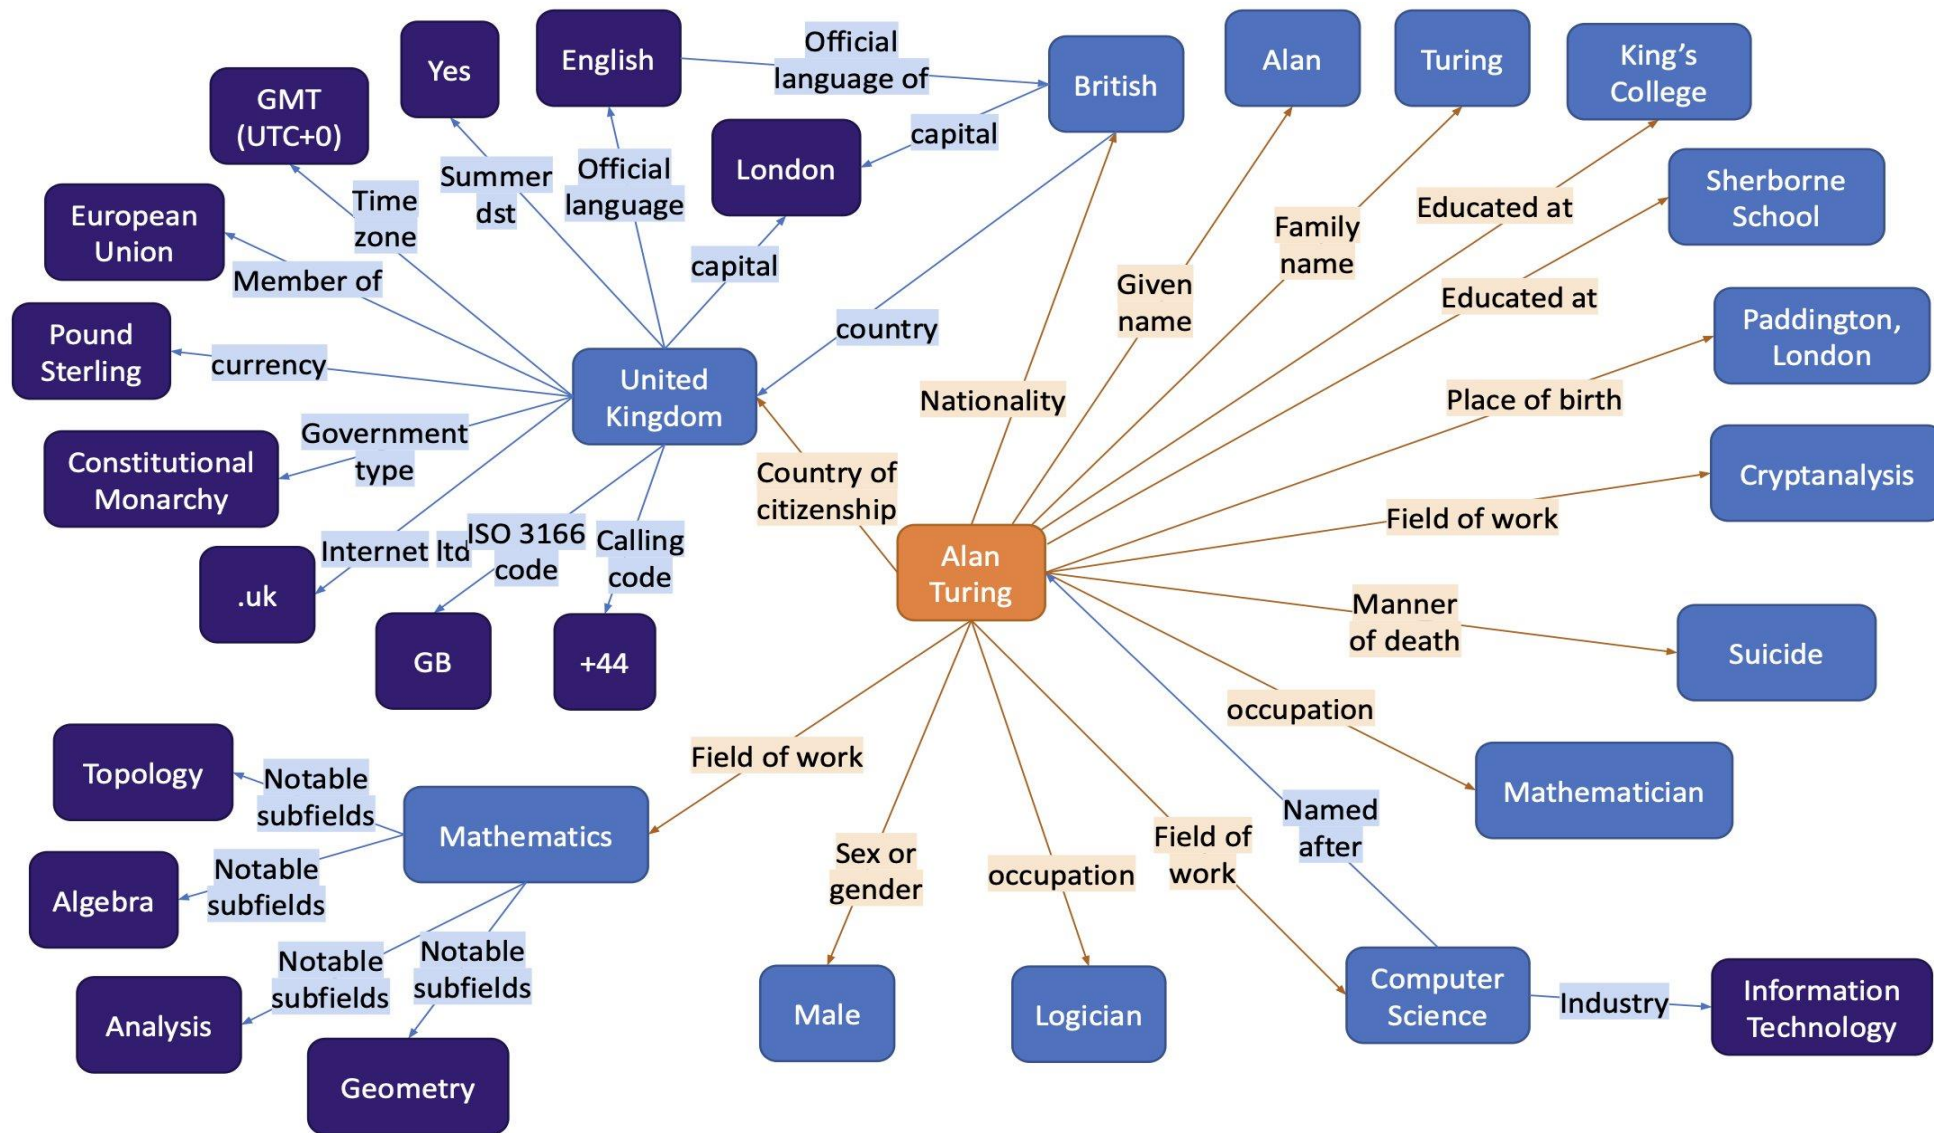 English
Official
language of
British
Alan
Turing
King's
College
Yes
GMT
(UTC+0)
London
capital
Sherborne
School
European
Union
Time
zone
Summer
dst
Official
language
Member of
capital
Educated at
Family
name
Educated at
Given
name
Paddington,
London
Pound
Sterling
currency
country
United
Kingdom
Nationality
Place of birth
Constitutional
Monarchy
Government
type
Country of
citizenship
Cryptanalysis
Field of work
.uk
Internet ltd
ISO 3166
code
Calling
code
Alan
Turing
Manner
of death
Suicide
GB
+44
occupation
Mathematician
Field of work
Topology
Notable
subfields
Mathematics
Named
after
Algebra
Notable
subfields
Sex or
gender
occupation
Field of
work
Analysis
Notable
subfields
Notable
subfields
Male
Logician
Computer
Science
Industry
Information
Technology
Geometry